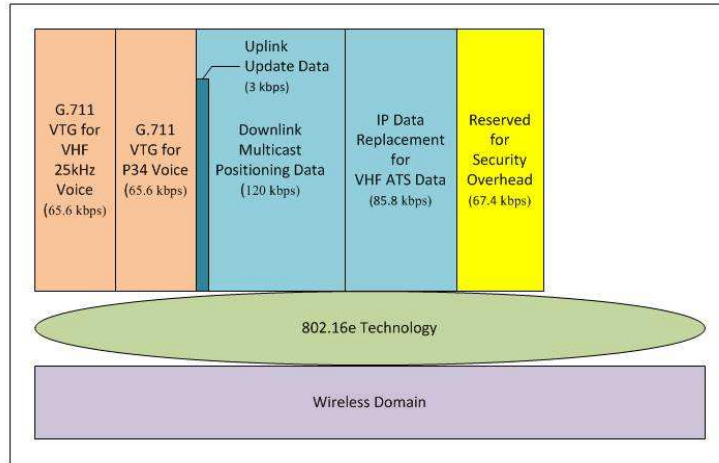 G.711
VTG for
VHF
25kHz
Voice
(65.6 kbps)
G.711
VTG for
P34 Voice
(65.6 kbps)
Uplink
Update Data
(3 kbps)
Downlink
Multicast
Positioning Data
(120 kbps)
IP Data
Replacement
for
VHF ATS Data
(85.8 kbps)
Reserved
for
Security
Overhead
(67.4 kbps)
802.16e Technology
Wireless Domain